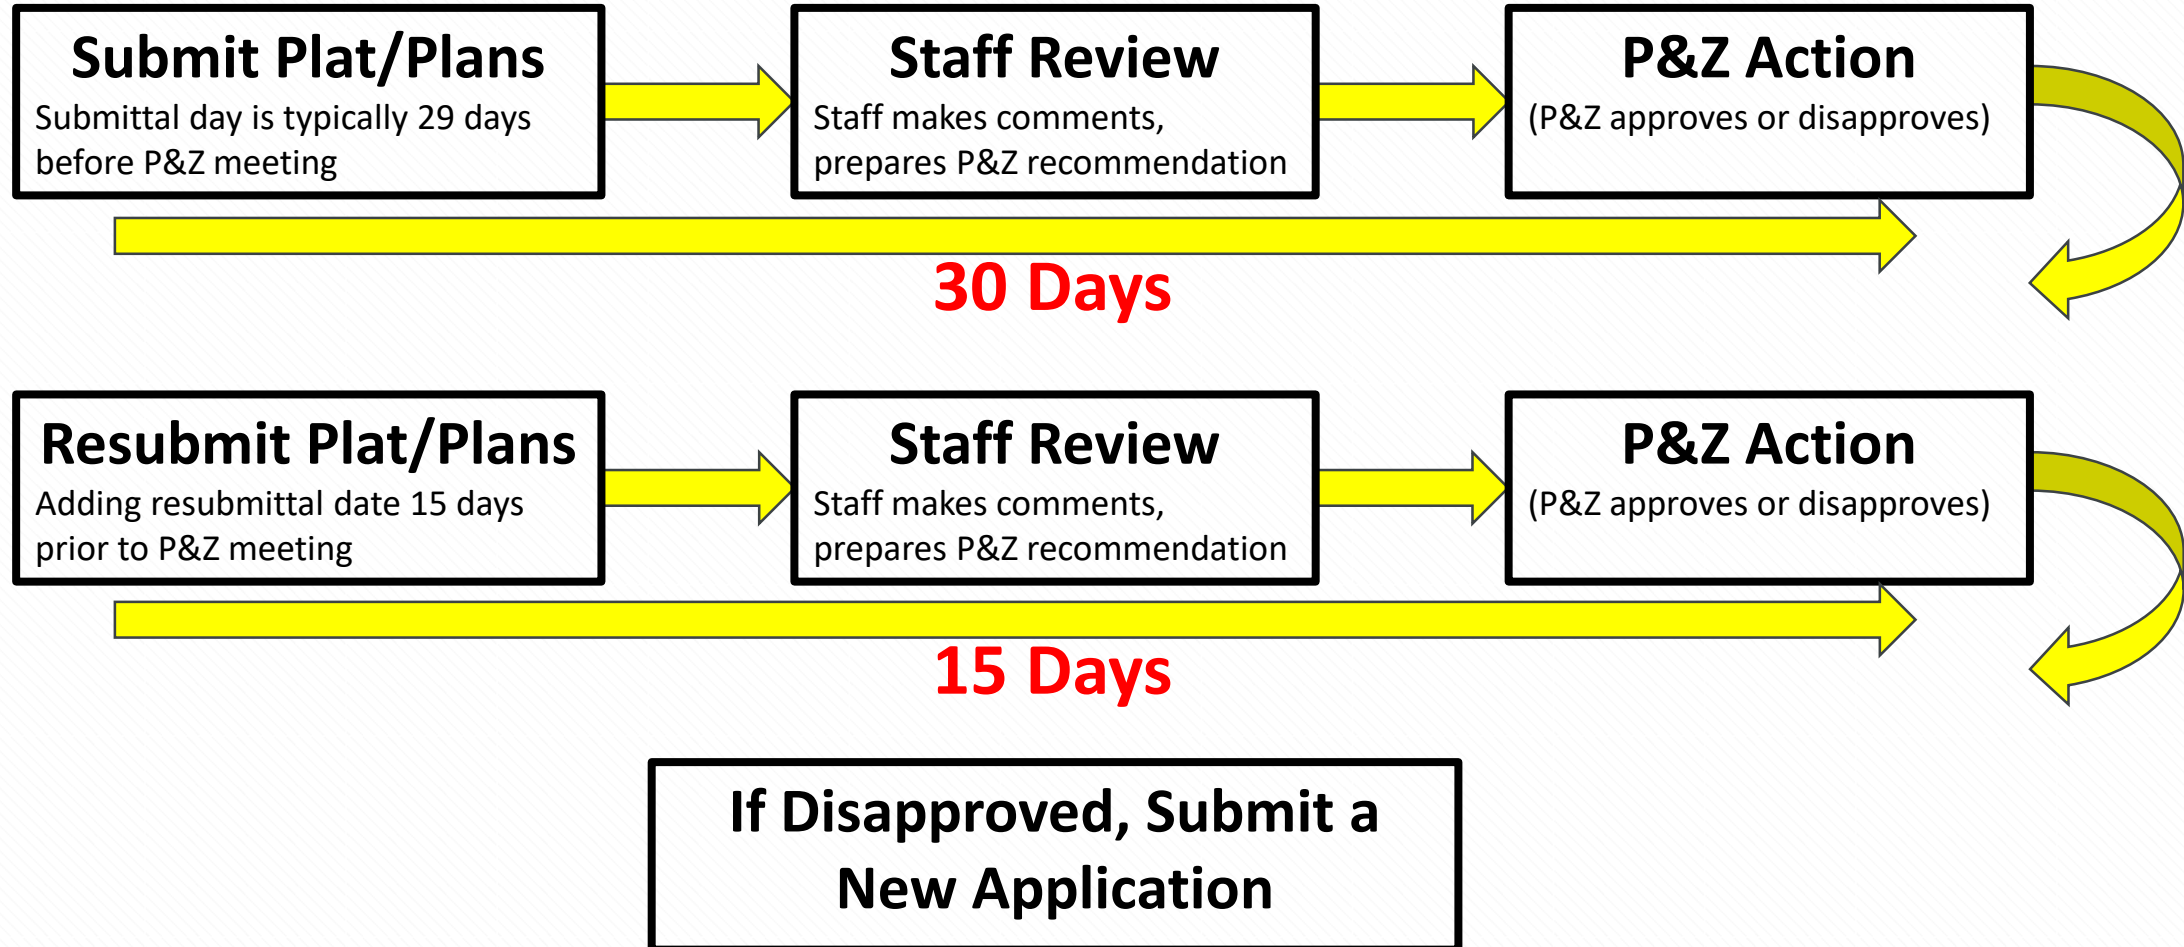 Submit Plat/Plans
Submittal day is typically 29 days
before P&Z meeting
Staff Review
Staff makes comments,
prepares P&Z recommendation
P&Z Action
(P&Z approves or disapproves)
30 Days
Resubmit Plat/Plans
Adding resubmittal date 15 days
prior to P&Z meeting
Staff Review
Staff makes comments,
prepares P&Z recommendation
P&Z Action
(P&Z approves or disapproves)
15 Days
If Disapproved, Submit a
New Application